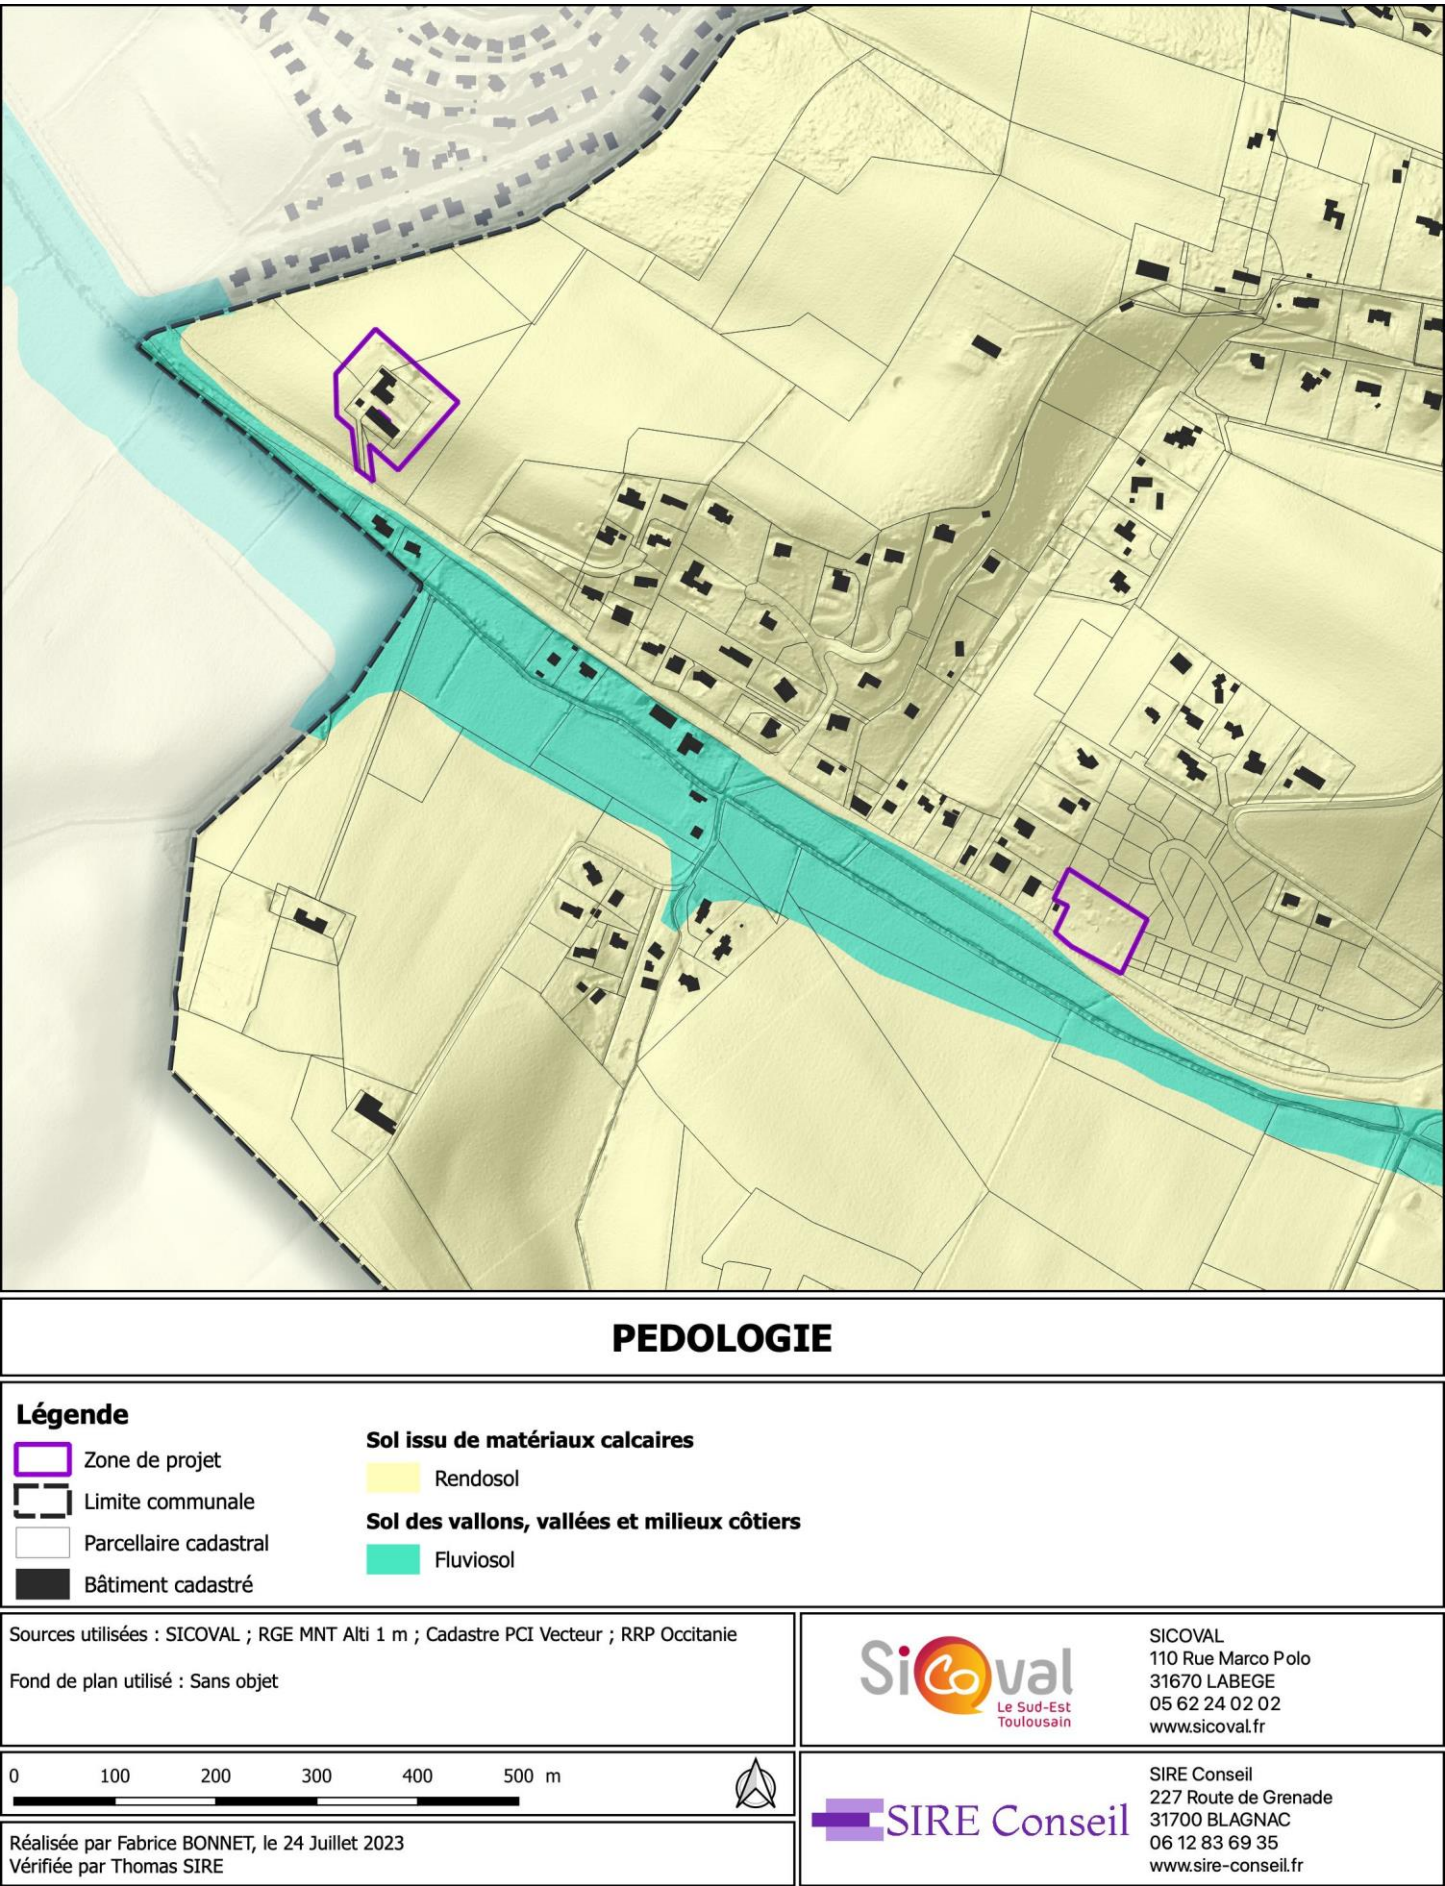 PEDOLOGIE
Légende
Zone de projet
Limite communale
Parcellaire cadastral
Bâtiment cadastré
Sol issu de matériaux calcaires
Rendosol
Sol des vallons, vallées et milieux côtiers
Fluviosol
Sources utilisées : SICOVAL ; RGE MNT Alti 1 m ; Cadastre PCI Vecteur ; RRP Occitanie
Fond de plan utilisé : Sans objet
SiCoval
Le Sud-Est
Toulousain
SICOVAL
110 Rue Marco Polo
31670 LABEGE
05 62 24 02 02
www.sicoval.fr
0 100 200 300 400 500 m
Réalisée par Fabrice BONNET, le 24 Juillet 2023
Vérifiée par Thomas SIRE
SIRE Conseil
SIRE Conseil
227 Route de Grenade
31700 BLAGNAC
06 12 83 69 35
www.sire-conseil.fr